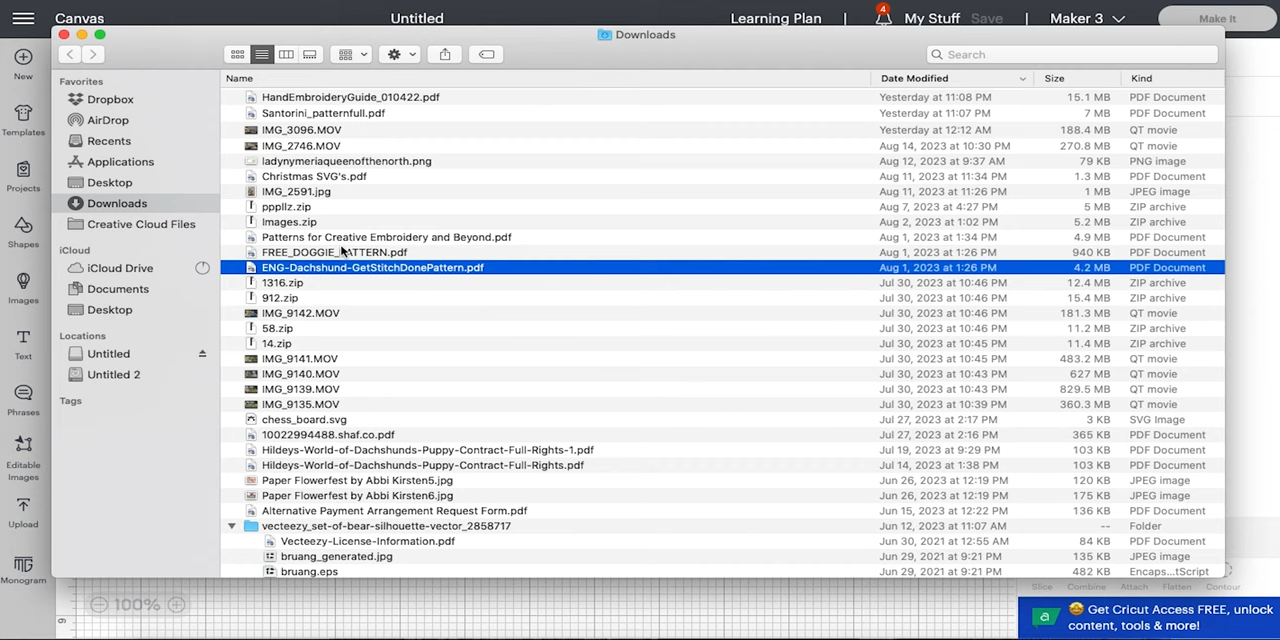 Canvas Untitled Learning Plan | 4 My Stuff Save | Maker 3 Make It
Downloads
Search
New
Templates
Projects
Shapes
Images
Text
Phrases
Editable
Images
Upload
Monogram
Favorites
Dropbox
AirDrop
Recents
Applications
Desktop
Downloads
Creative Cloud Files
iCloud
iCloud Drive
Documents
Desktop
Locations
Untitled
Untitled 2
Tags
Name Date Modified Size Kind
HandEmbroideryGuide_010422.pdf Yesterday at 11:08 PM 15.1 MB PDF Document
Santorini_patternfull.pdf Yesterday at 11:07 PM 7 MB PDF Document
IMG_3096.MOV Yesterday at 12:12 AM 188.4 MB QT movie
IMG_2746.MOV Aug 14, 2023 at 10:30 PM 270.8 MB QT movie
ladynymeriaqueenofthenorth.png Aug 12, 2023 at 9:37 AM 79 KB PNG image
Christmas SVG's.pdf Aug 11, 2023 at 11:34 PM 1.3 MB PDF Document
IMG_2591.jpg Aug 11, 2023 at 11:26 PM 1 MB JPEG image
pppllz.zip Aug 7, 2023 at 4:27 PM 5 MB ZIP archive
Images.zip Aug 2, 2023 at 1:02 PM 5.2 MB ZIP archive
Patterns for Creative Embroidery and Beyond.pdf Aug 1, 2023 at 1:34 PM 4.9 MB PDF Document
FREE_DOGGIE_PATTERN.pdf Aug 1, 2023 at 1:26 PM 940 KB PDF Document
ENG-Dachshund-GetStitchDonePattern.pdf Aug 1, 2023 at 1:26 PM 4.2 MB PDF Document
1316.zip Jul 30, 2023 at 10:46 PM 12.4 MB ZIP archive
912.zip Jul 30, 2023 at 10:46 PM 15.4 MB ZIP archive
IMG_9142.MOV Jul 30, 2023 at 10:46 PM 181.3 MB QT movie
58.zip Jul 30, 2023 at 10:46 PM 11.2 MB ZIP archive
14.zip Jul 30, 2023 at 10:45 PM 11.4 MB ZIP archive
IMG_9141.MOV Jul 30, 2023 at 10:45 PM 483.2 MB QT movie
IMG_9140.MOV Jul 30, 2023 at 10:43 PM 627 MB QT movie
IMG_9139.MOV Jul 30, 2023 at 10:43 PM 829.5 MB QT movie
IMG_9135.MOV Jul 30, 2023 at 10:39 PM 360.3 MB QT movie
chess_board.svg Jul 27, 2023 at 2:17 PM 3 KB SVG Image
10022994488.shaf.co.pdf Jul 27, 2023 at 2:16 PM 365 KB PDF Document
Hildeys-World-of-Dachshunds-Puppy-Contract-Full-Rights-1.pdf Jul 19, 2023 at 9:29 PM 103 KB PDF Document
Hildeys-World-of-Dachshunds-Puppy-Contract-Full-Rights.pdf Jul 14, 2023 at 1:38 PM 103 KB PDF Document
Paper Flowerfest by Abbi Kirsten5.jpg Jun 26, 2023 at 12:19 PM 120 KB JPEG image
Paper Flowerfest by Abbi Kirsten6.jpg Jun 26, 2023 at 12:19 PM 175 KB JPEG image
Alternative Payment Arrangement Request Form.pdf Jun 15, 2023 at 12:22 PM 136 KB PDF Document
vecteezy_set-of-bear-silhouette-vector_2858717 Jun 12, 2023 at 11:07 AM -- Folder
Vecteezy-License-Information.pdf Jun 30, 2021 at 12:55 AM 84 KB PDF Document
bruang_generated.jpg Jun 29, 2021 at 9:21 PM 135 KB JPEG image
bruang.eps Jun 29, 2021 at 9:21 PM 482 KB Encaps...tScript
Slice Combine Attach Flatten Contour
100%
6
a Get Cricut Access FREE, unlock
content, tools & more!